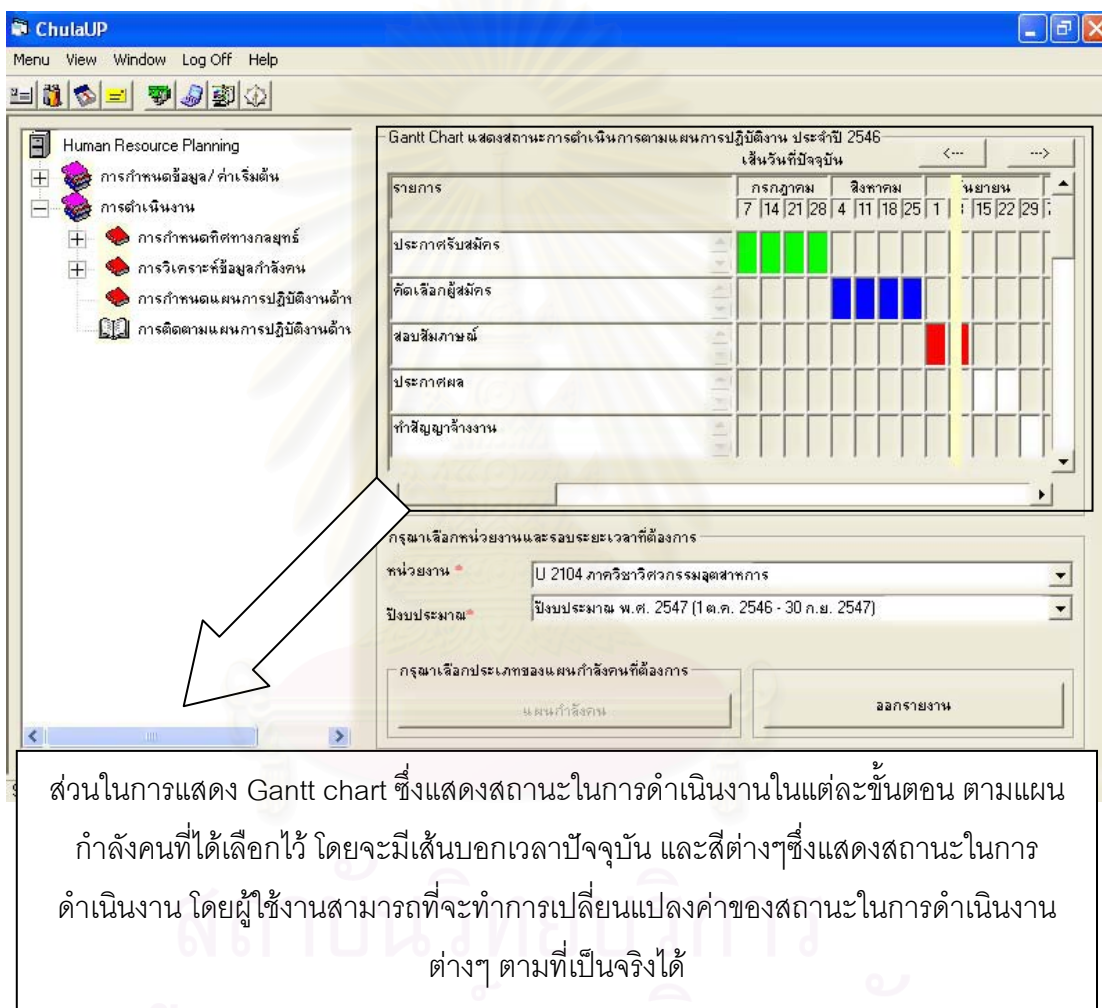 ChulaUP
Menu View Window Log Off Help
Human Resource Planning
การกำหนดข้อมูล/ ค่าเริ่มต้น
การดำเนินงาน
การกำหนดทิศทางกลยุทธ์
การวิเคราะห์ข้อมูลกำลังคน
การกำหนดแผนการปฏิบัติงานด้าน
การติดตามแผนการปฏิบัติงานด้าน
Gantt Chart แสดงสถานะการดำเนินการตามแผนการปฏิบัติงาน ประจำปี 2546
เส้นวันที่ปัจจุบัน
<---
--->
รายการ กรกฎาคม สิงหาคม
7 14 21 28 4 11 18 25 1 15 22 29
ประกาศรับสมัคร
คัดเลือกผู้สมัคร
สอบสัมภาษณ์
ประกาศผล
ทำสัญญาจ้างงาน
กรุณาเลือกหน่วยงานและรอบระยะเวลาที่ต้องการ
หน่วยงาน * U 2104 ภาควิชาวิศวกรรมอุตสาหการ
ปีงบประมาณ* ปีงบประมาณ พ.ศ. 2547 (1 ต.ค. 2546 - 30 ก.ย. 2547)
กรุณาเลือกประเภทของแผนกำลังคนที่ต้องการ
แผนกำลังคน
ออกรายงาน
ส่วนในการแสดง Gantt chart ซึ่งแสดงสถานะในการดำเนินงานในแต่ละขั้นตอน ตามแผน
กำลังคนที่ได้เลือกไว้ โดยจะมีเส้นบอกเวลาปัจจุบัน และสีต่างๆซึ่งแสดงสถานะในการ
ดำเนินงาน โดยผู้ใช้งานสามารถที่จะทำการเปลี่ยนแปลงค่าของสถานะในการดำเนินงาน
ต่างๆ ตามที่เป็นจริงได้